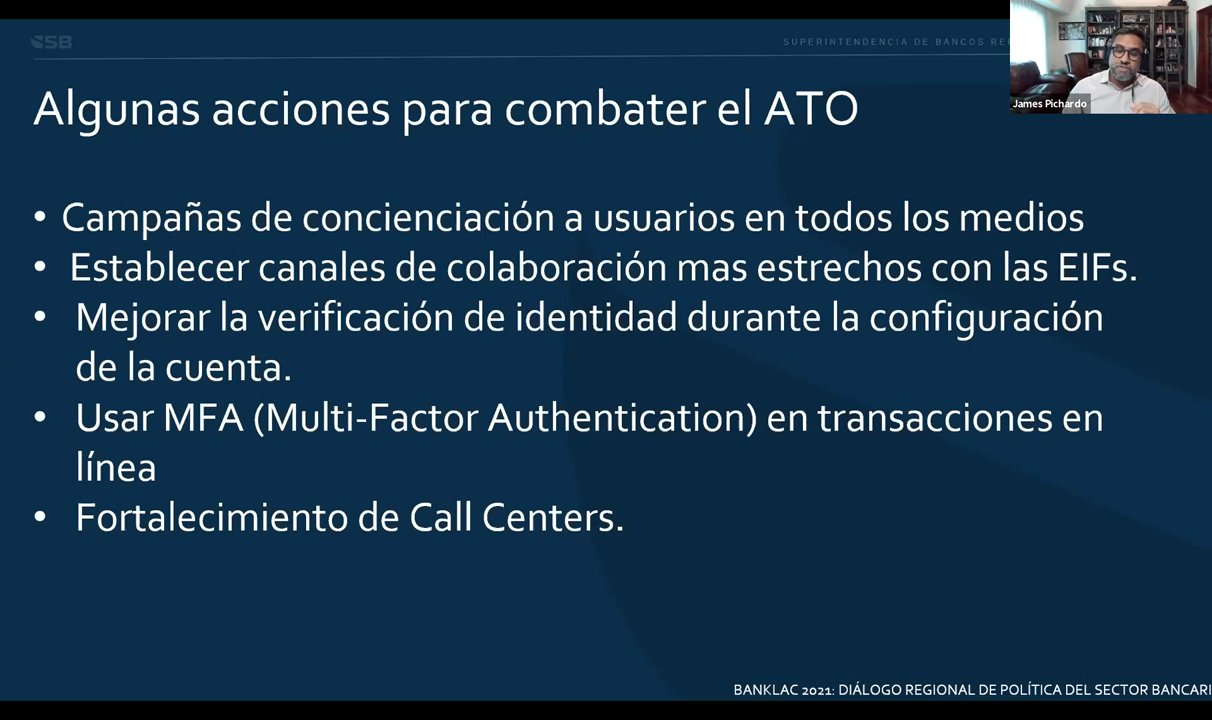 SB
SUPERINTENDENCIA DE BANCOS
James Pichardo
Algunas acciones para combater el ATO
• Campañas de concienciación a usuarios en todos los medios
• Establecer canales de colaboración mas estrechos con las EIFs.
• Mejorar la verificación de identidad durante la configuración
de la cuenta.
• Usar MFA (Multi-Factor Authentication) en transacciones en
línea
• Fortalecimiento de Call Centers.
BANKLAC 2021: DIÁLOGO REGIONAL DE POLÍTICA DEL SECTOR BANCARI